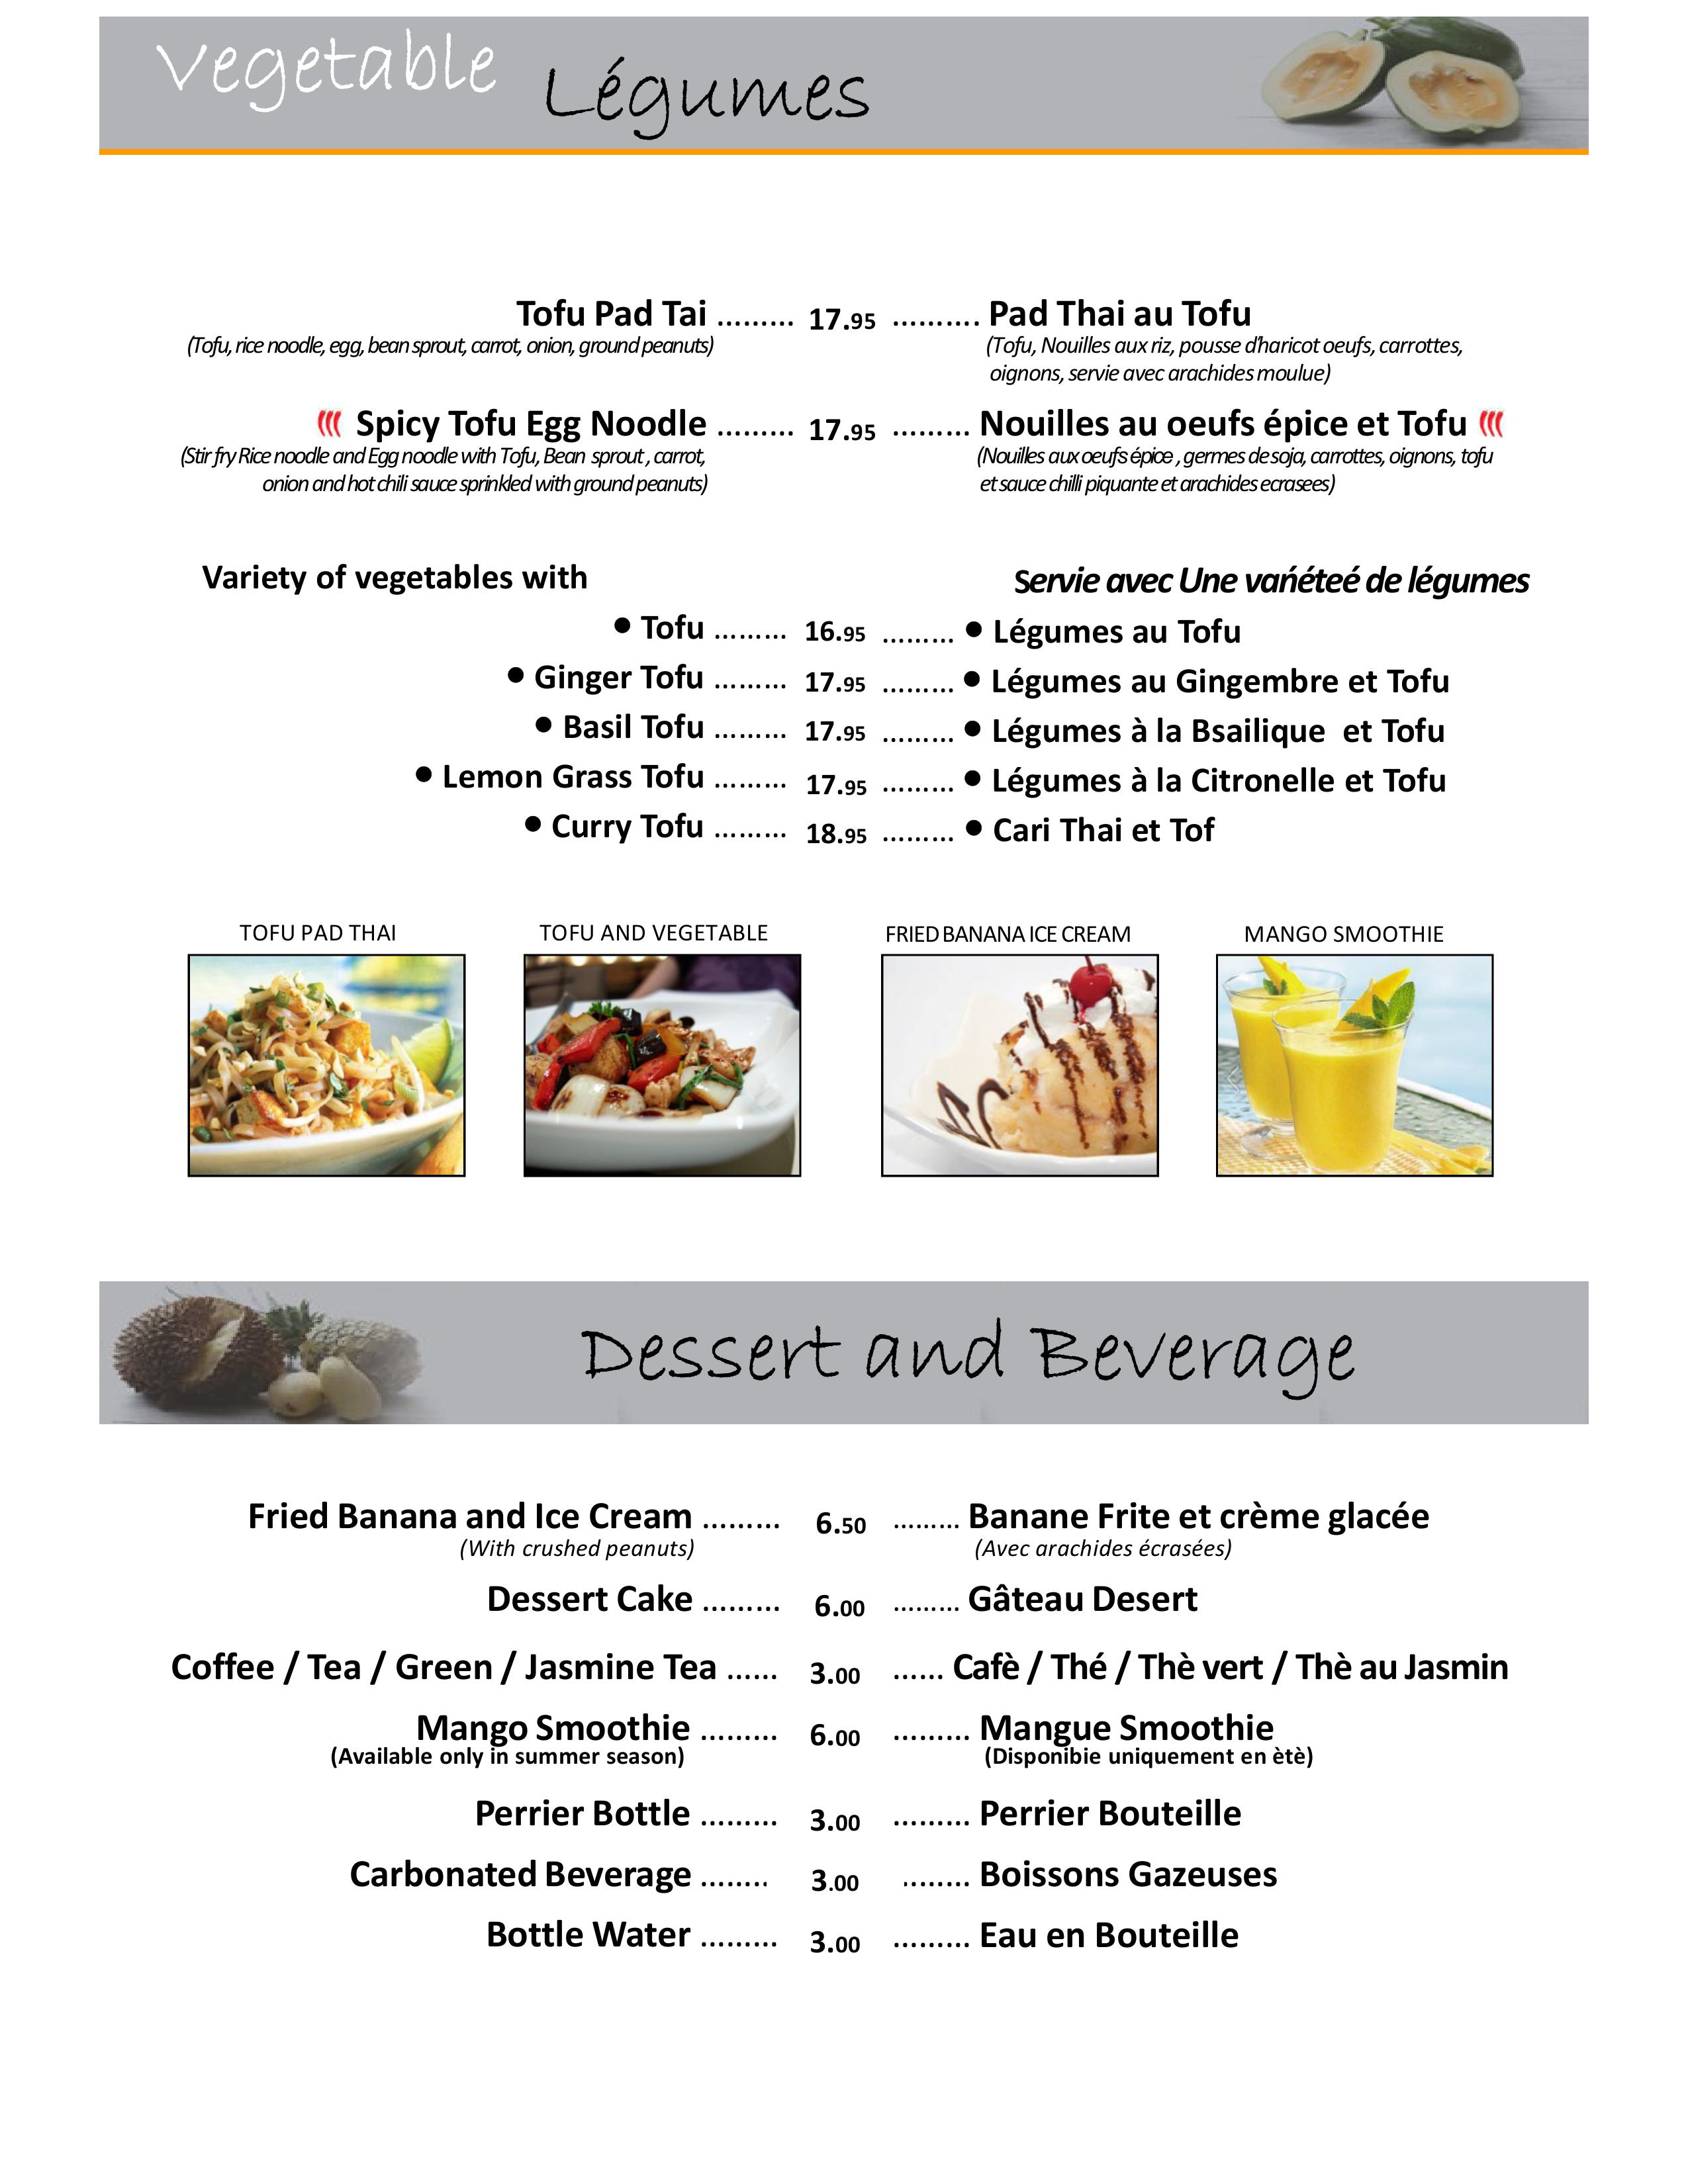 Vegetable Légumes
Tofu Pad Tai ......... 17.95 .......... Pad Thai au Tofu
(Tofu, rice noodle, egg, bean sprout, carrot, onion, ground peanuts)
(Tofu, Nouilles aux riz, pousse d'haricot oeufs, carrottes,
oignons, servie avec arachides moulue)
Spicy Tofu Egg Noodle ......... 17.95 ......... Nouilles au oeufs épice et Tofu
(Stir fry Rice noodle and Egg noodle with Tofu, Bean sprout , carrot,
onion and hot chili sauce sprinkled with ground peanuts)
(Nouilles aux oeufs épice , germes de soja, carrottes, oignons, tofu
et sauce chilli piquante et arachides ecrasees)
Variety of vegetables with
Servie avec Une vańéteé de légumes
• Tofu ......... 16.95 ......... • Légumes au Tofu
• Ginger Tofu ......... 17.95 ......... • Légumes au Gingembre et Tofu
• Basil Tofu ......... 17.95 ......... • Légumes à la Bsailique et Tofu
• Lemon Grass Tofu ......... 17.95 ......... • Légumes à la Citronelle et Tofu
• Curry Tofu ......... 18.95 ......... • Cari Thai et Tof
TOFU PAD THAI
TOFU AND VEGETABLE
FRIED BANANA ICE CREAM
MANGO SMOOTHIE
Dessert and Beverage
Fried Banana and Ice Cream ......... 6.50 ......... Banane Frite et crème glacée
(With crushed peanuts)
(Avec arachides écrasées)
Dessert Cake ......... 6.00 ......... Gâteau Desert
Coffee / Tea / Green / Jasmine Tea ...... 3.00 ...... Cafè / Thé / Thè vert / Thè au Jasmin
Mango Smoothie ......... 6.00 ......... Mangue Smoothie
(Available only in summer season)
(Disponibie uniquement en ètè)
Perrier Bottle ......... 3.00 ......... Perrier Bouteille
Carbonated Beverage ........ 3.00 ........ Boissons Gazeuses
Bottle Water ......... 3.00 ......... Eau en Bouteille